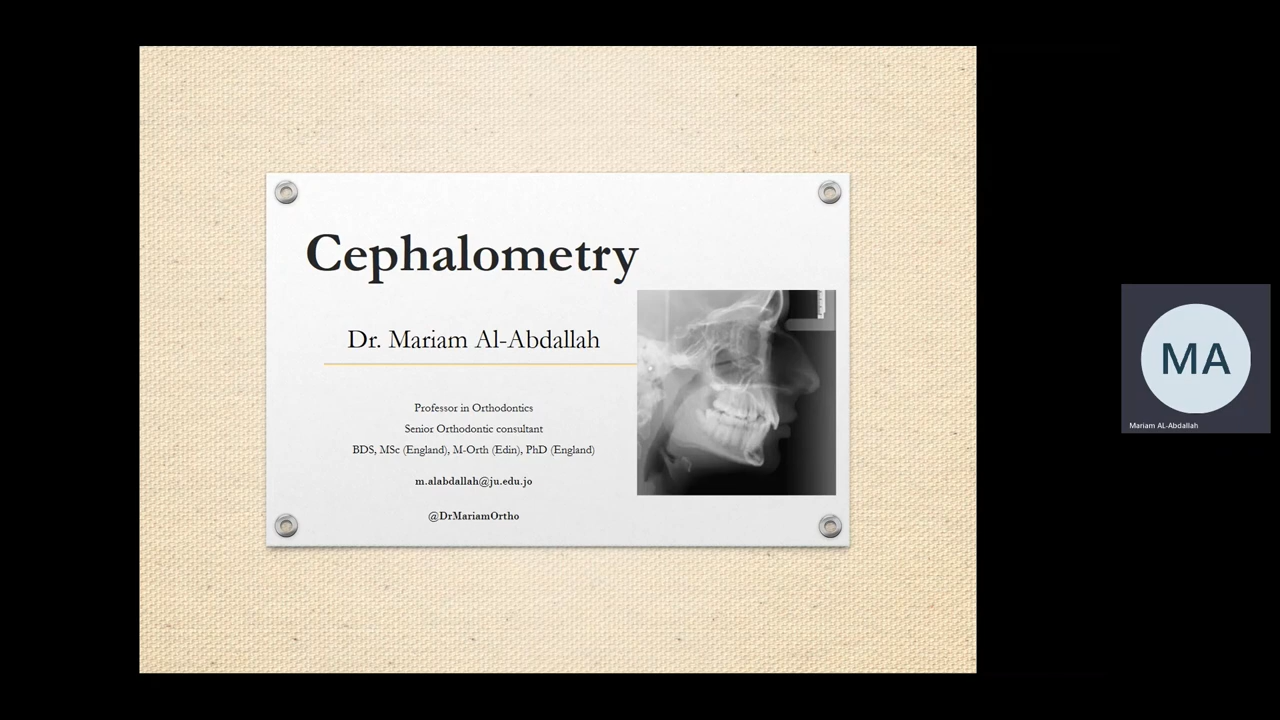 Cephalometry
Dr. Mariam Al-Abdallah
Professor in Orthodontics
Senior Orthodontic consultant
BDS, MSc (England), M-Orth (Edin), PhD (England)
m.alabdallah@ju.edu.jo
@DrMariamOrtho
MA
Mariam AL-Abdallah